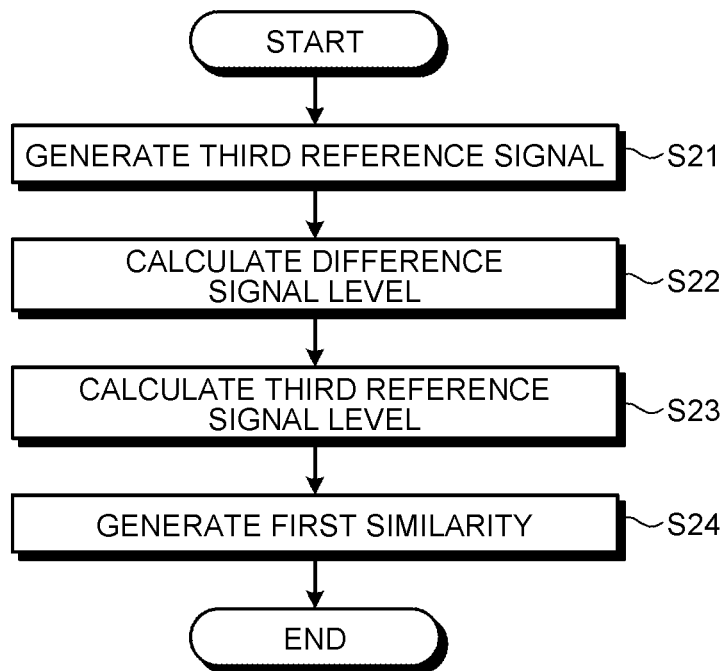 START
GENERATE THIRD REFERENCE SIGNAL
S21
CALCULATE DIFFERENCE
SIGNAL LEVEL
S22
CALCULATE THIRD REFERENCE
SIGNAL LEVEL
S23
GENERATE FIRST SIMILARITY
S24
END